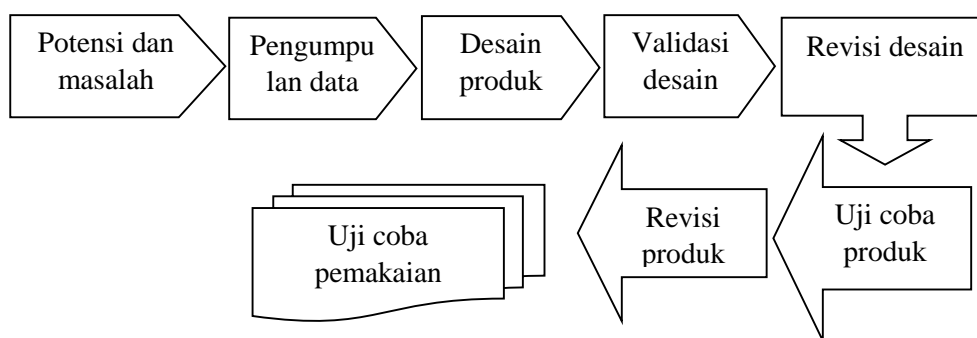 Potensi dan
masalah
Pengumpu
lan data
Desain
produk
Validasi
desain
Revisi desain
Uji coba
produk
Revisi
produk
Uji coba
pemakaian